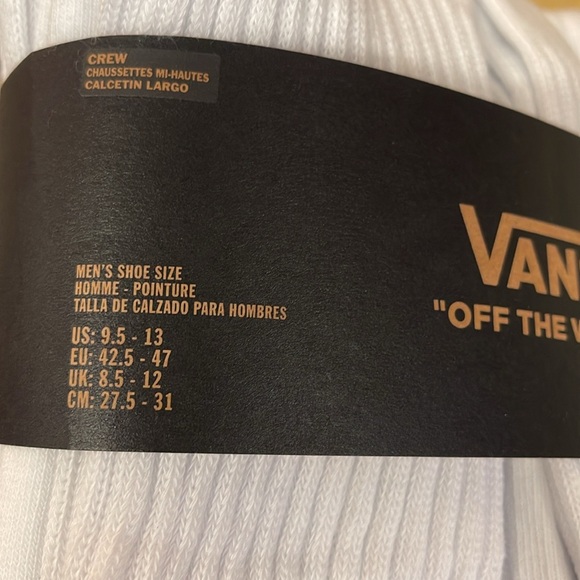 CREW
CHAUSSETTES MI-HAUTES
CALCETIN LARGO
VAN
"OFF THE
MEN'S SHOE SIZE
HOMME - POINTURE
TALLA DE CALZADO PARA HOMBRES
US: 9.5 - 13
EU: 42.5 - 47
UK: 8.5 - 12
CM: 27.5 - 31